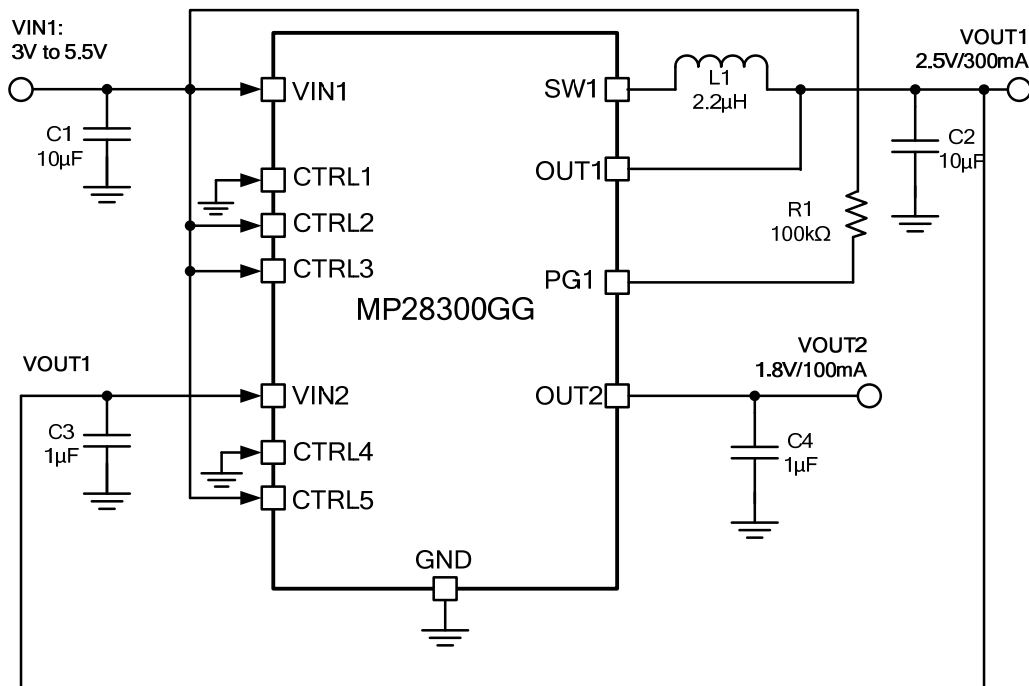 VIN1:
3V to 5.5V
C1
10µF
VIN1
CTRL1
CTRL2
CTRL3
MP28300GG
VOUT1
VIN2
C3
1µF
CTRL4
CTRL5
GND
SW1
L1
2.2µH
OUT1
R1
100kΩ
PG1
OUT2
VOUT1
2.5V/300mA
C2
10µF
VOUT2
1.8V/100mA
C4
1µF